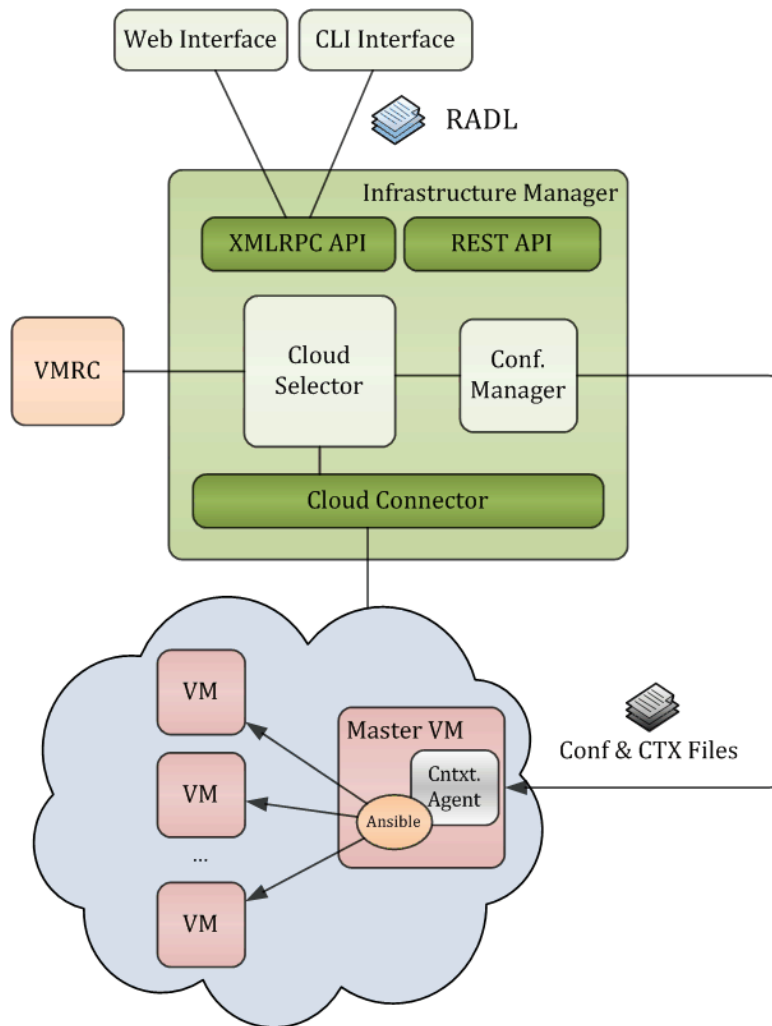 Web Interface
CLI Interface
RADL
Infrastructure Manager
XMLRPC API
REST API
VMRC
Cloud
Selector
Conf.
Manager
Cloud Connector
VM
Master VM
Conf & CTX Files
Cntxt.
Agent
VM
Ansible
...
VM